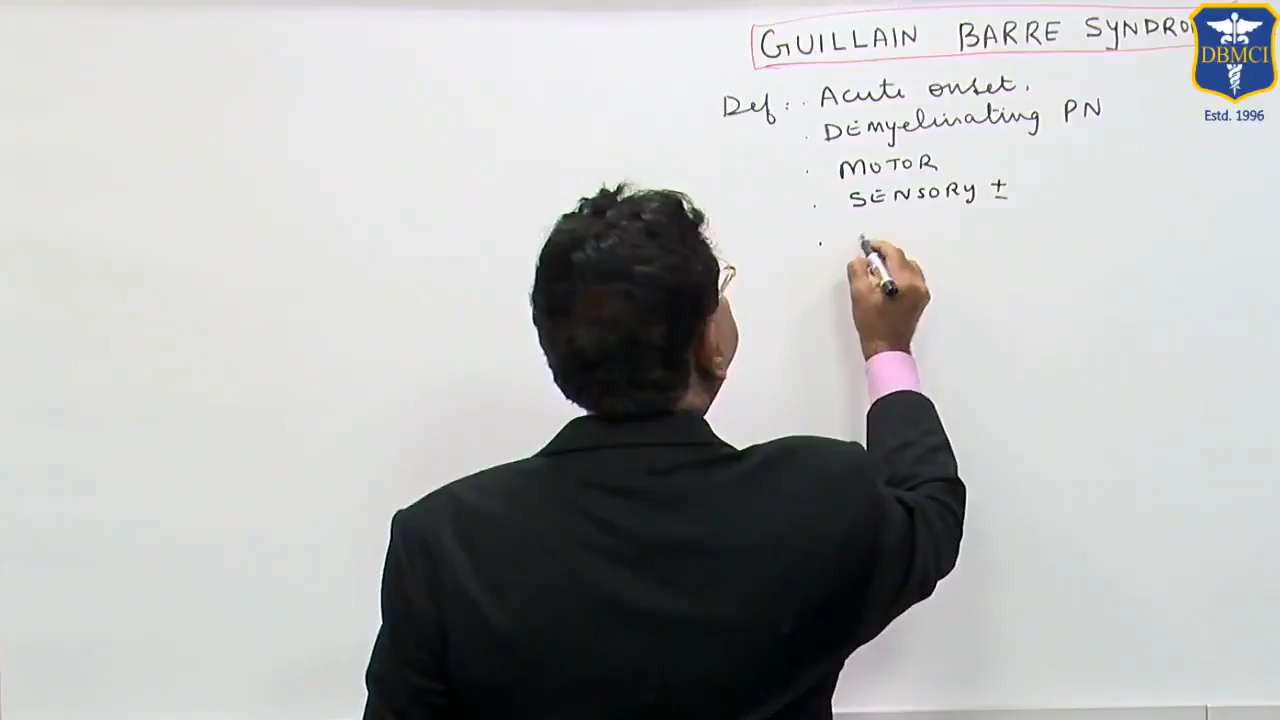 GUILLAIN BARRE SYNDRO
Def :. Acute onset.
. DEmyelinating PN
. MOTOR
. SENSORY ±
.
DBMCI
Estd. 1996